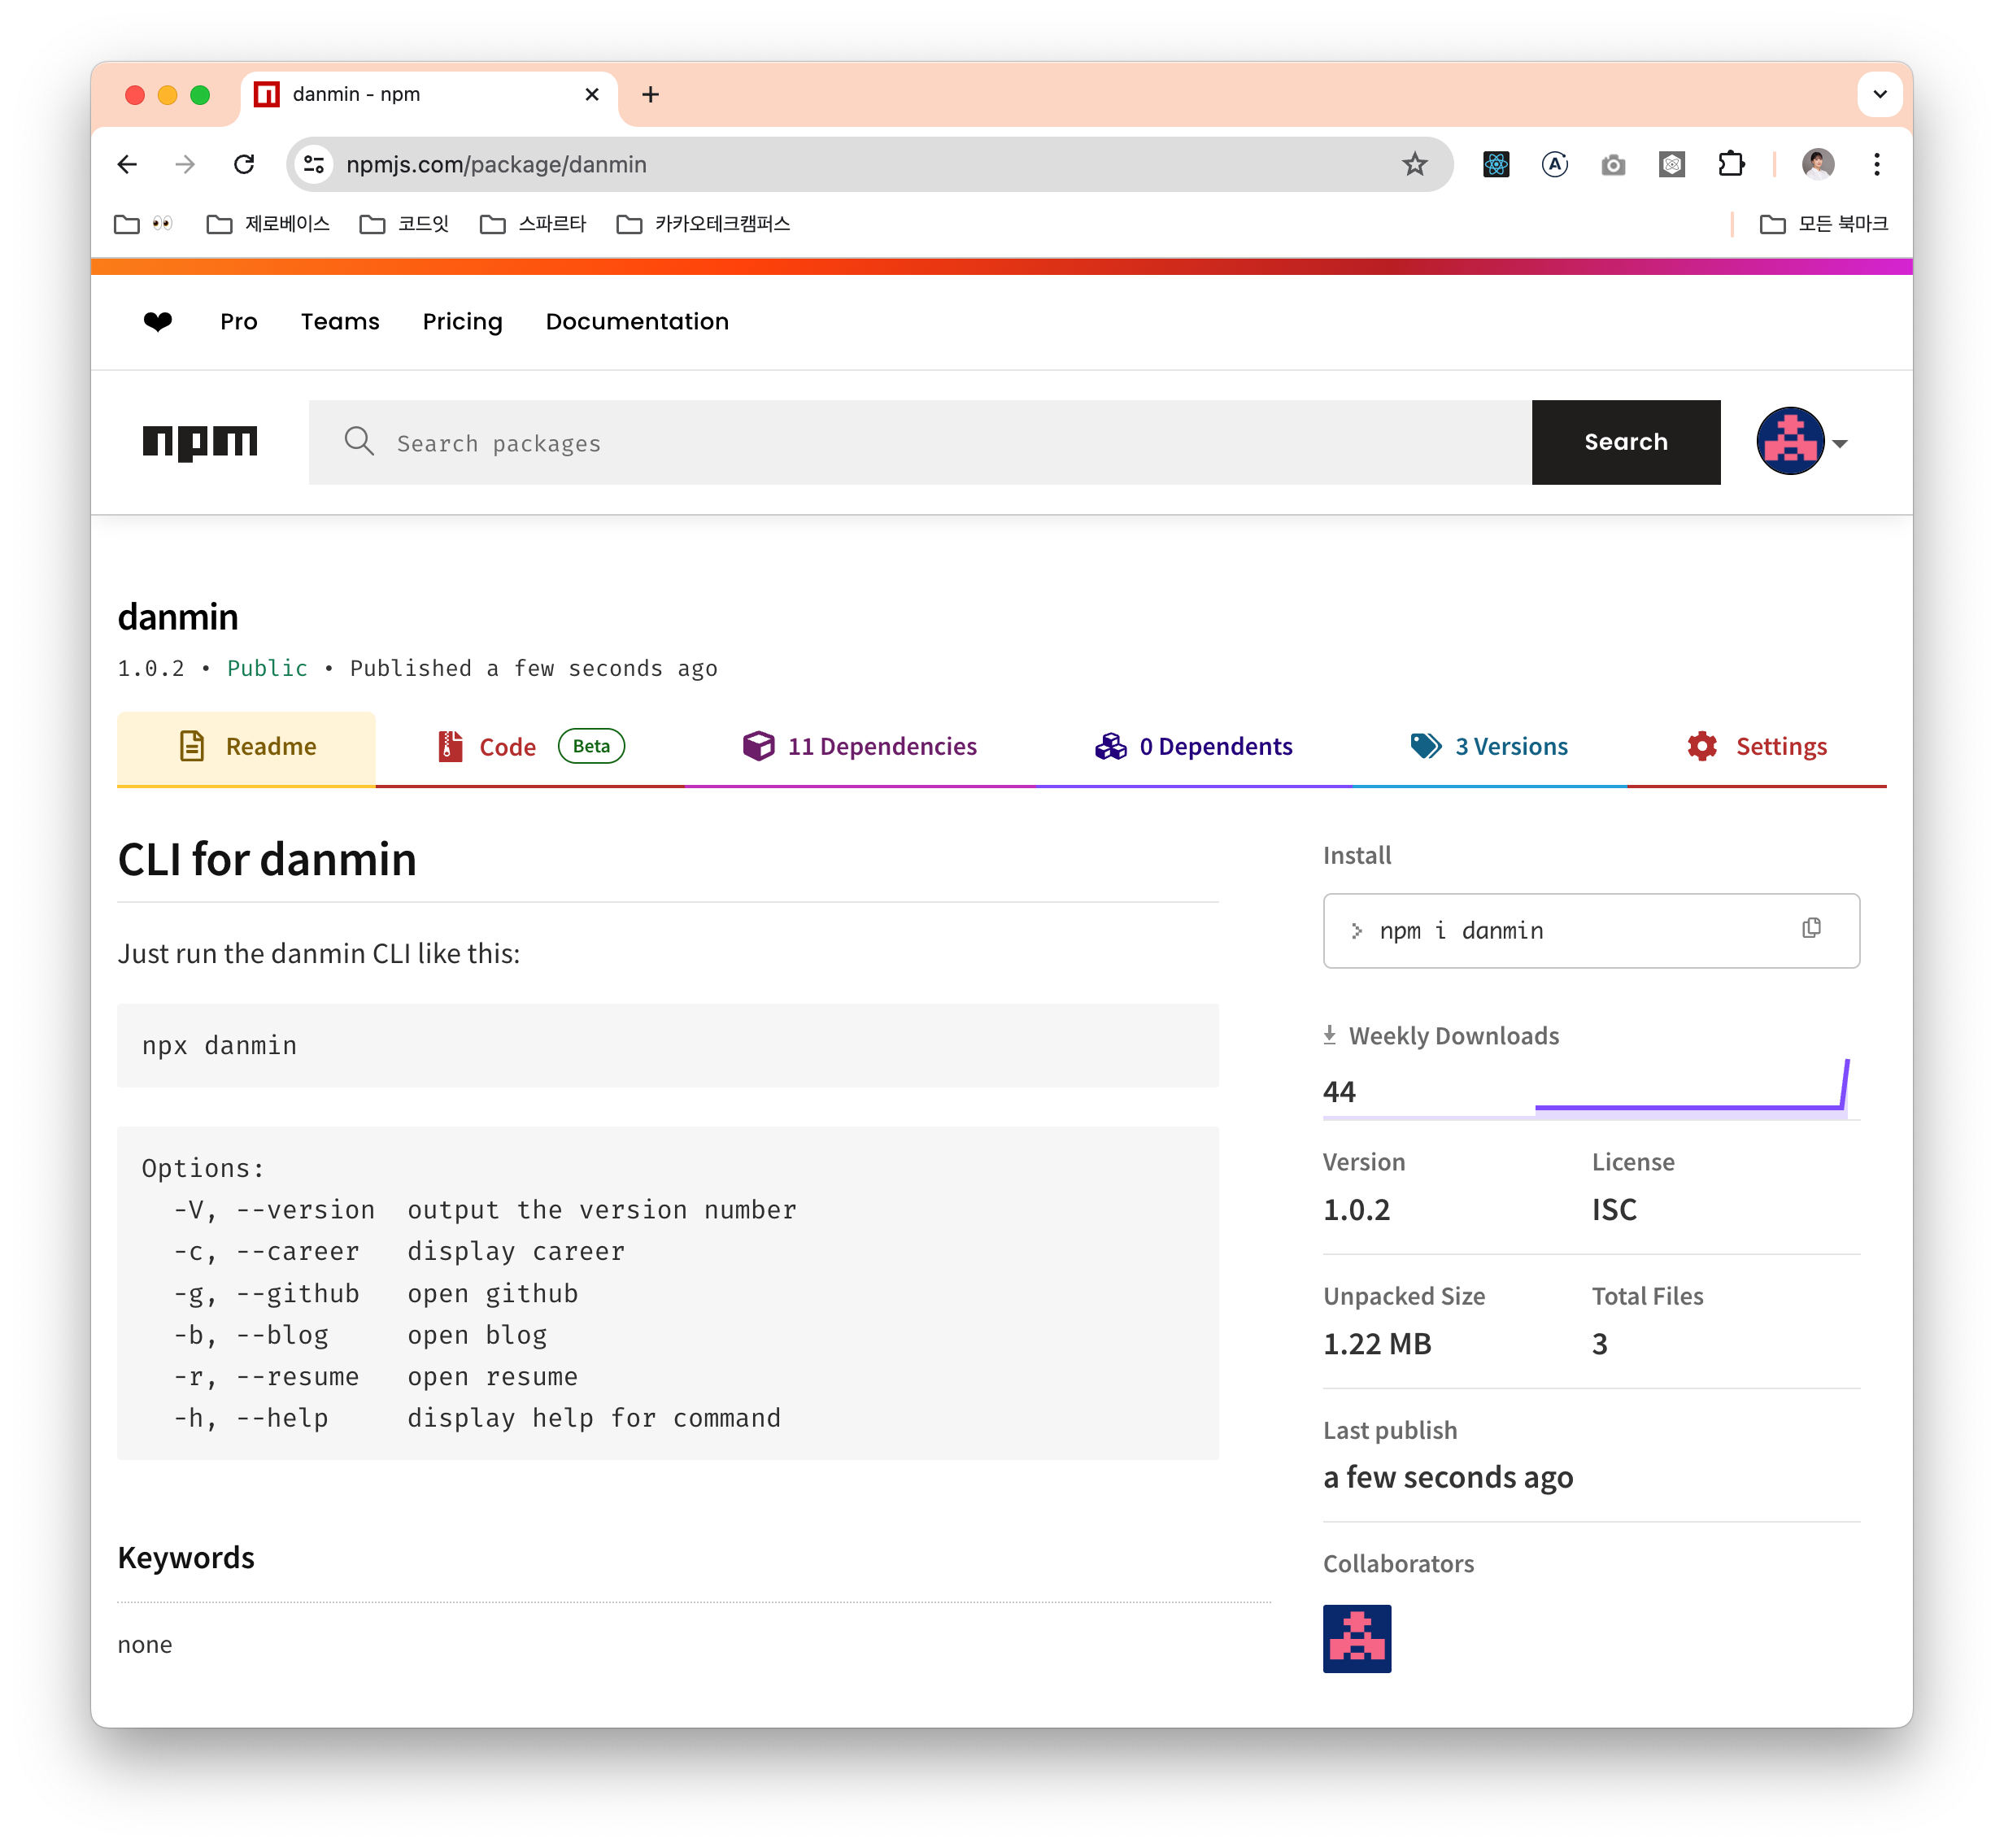 danmin - npm
npmjs.com/package/danmin
👀 제로베이스 코드잇 스파르타 카카오테크캠퍼스 모든 북마크
❤ Pro Teams Pricing Documentation
npm Search packages Search
danmin
1.0.2 • Public • Published a few seconds ago
Readme Code Beta 11 Dependencies 0 Dependents 3 Versions Settings
CLI for danmin
Just run the danmin CLI like this:
npx danmin
Options:
  -V, --version  output the version number
  -c, --career   display career
  -g, --github   open github
  -b, --blog     open blog
  -r, --resume   open resume
  -h, --help     display help for command
Keywords
none
Install
npm i danmin
Weekly Downloads
44
Version License
1.0.2 ISC
Unpacked Size Total Files
1.22 MB 3
Last publish
a few seconds ago
Collaborators